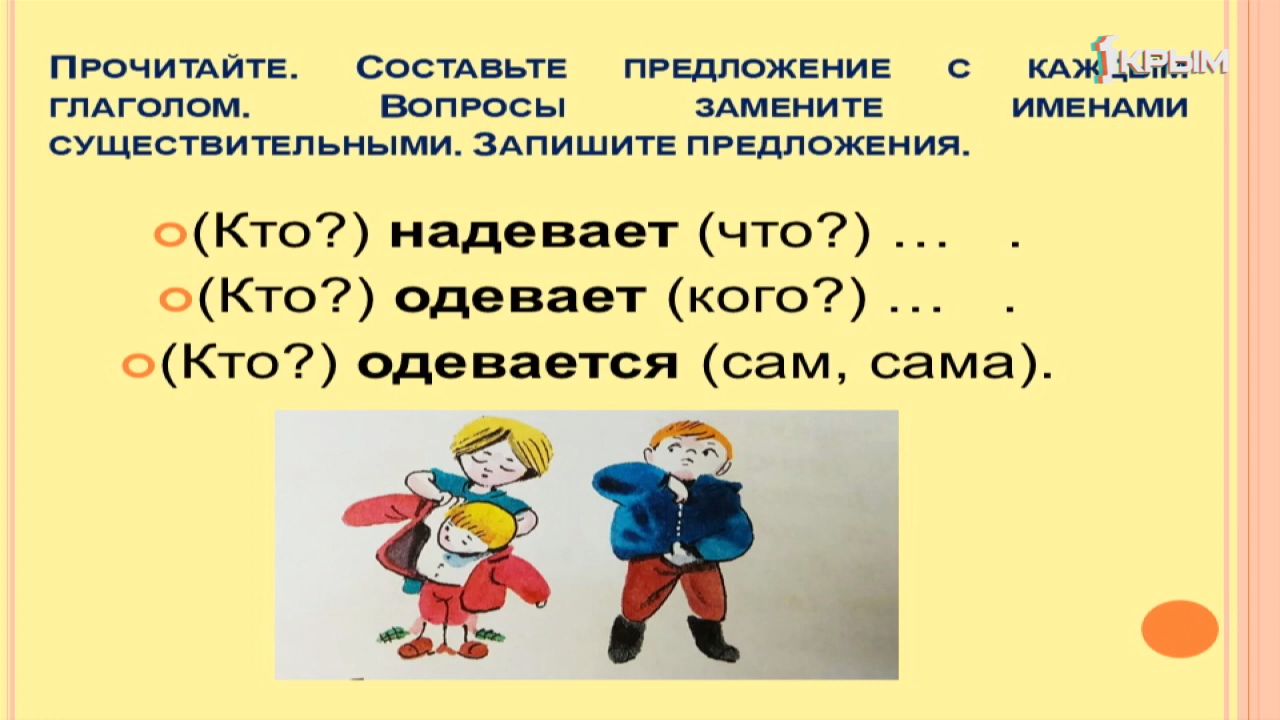 ПРОЧИТАЙТЕ. СОСТАВЬТЕ ПРЕДЛОЖЕНИЕ С КАЖДЫМ
ГЛАГОЛОМ. ВОПРОСЫ ЗАМЕНИТЕ ИМЕНАМИ
СУЩЕСТВИТЕЛЬНЫМИ. ЗАПИШИТЕ ПРЕДЛОЖЕНИЯ.
(Кто?) надевает (что?) … .
(Кто?) одевает (кого?) … .
(Кто?) одевается (сам, сама).
1КРЫМ